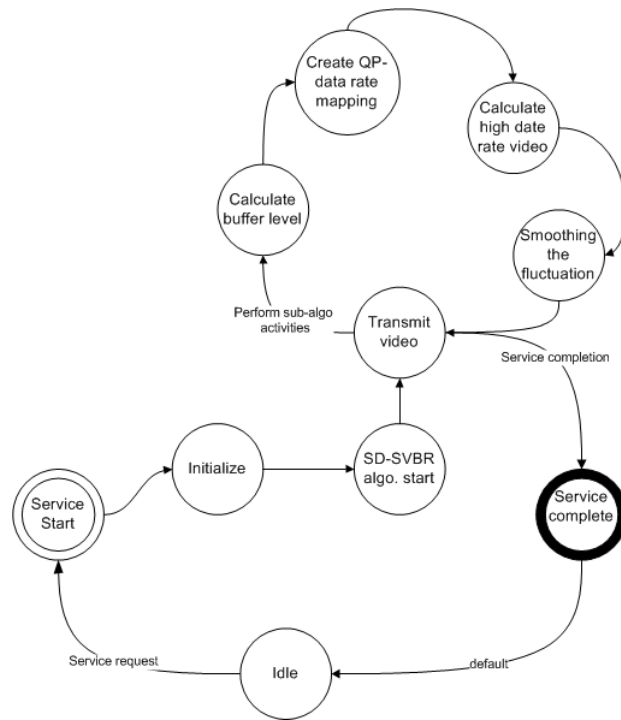 Create QP-
data rate
mapping
Calculate
high date
rate video
Calculate
buffer level
Smoothing
the
fluctuation
Perform sub-algo
activities
Transmit
video
Service completion
Initialize
SD-SVBR
algo. start
Service
Start
Service
complete
Service request
Idle
default